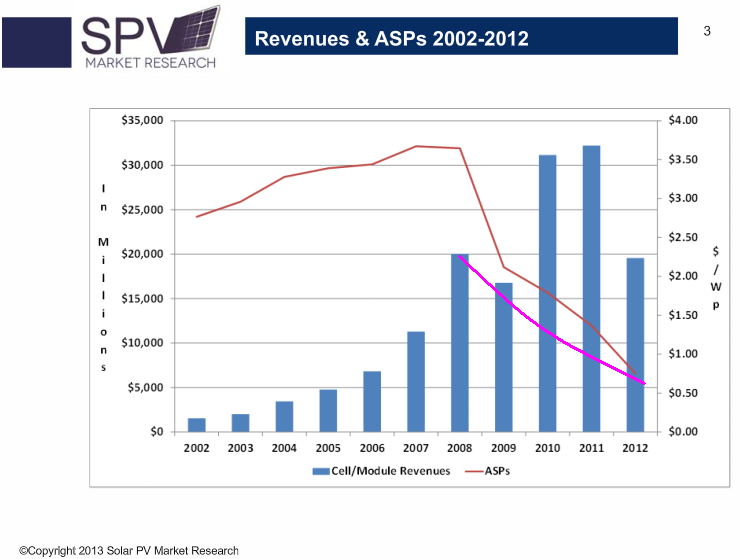 SPV
MARKET RESEARCH
Revenues & ASPs 2002-2012
3
$35,000
$30,000
$25,000
$20,000
$15,000
$10,000
$5,000
$0
In Millions
$4.00
$3.50
$3.00
$2.50
$2.00
$1.50
$1.00
$0.50
$0.00
$/Wp
2002 2003 2004 2005 2006 2007 2008 2009 2010 2011 2012
Cell/Module Revenues ASPs
©Copyright 2013 Solar PV Market Research